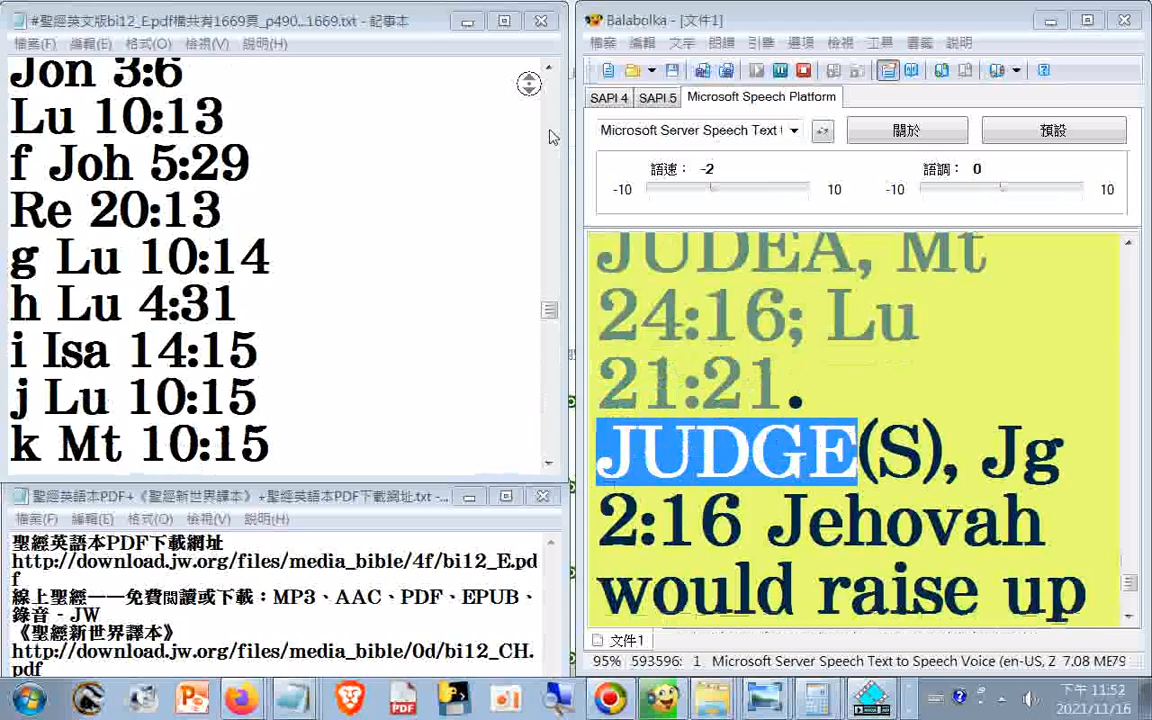 #聖經英文版bi12_E.pdf檔共有1669頁_p490,...1669.txt - 記事本
檔案(F) 編輯(E) 格式(O) 檢視(V) 說明(H)
Jon 3:6
Lu 10:13
f Joh 5:29
Re 20:13
g Lu 10:14
h Lu 4:31
i Isa 14:15
j Lu 10:15
k Mt 10:15
聖經英語本PDF+《聖經新世界譯本》+聖經英語本PDF下載網址.txt -...
檔案(F) 編輯(E) 格式(O) 檢視(V) 說明(H)
聖經英語本PDF下載網址
http://download.jw.org/files/media_bible/4f/bi12_E.pd
f
線上聖經——免費閱讀或下載：MP3、AAC、PDF、EPUB、
錄音 - JW
《聖經新世界譯本》
http://download.jw.org/files/media_bible/0d/bi12_CH.
pdf
Balabolka - [文件1]
檔案 編輯 文字 朗讀 引擎 選項 檢視 工具 書籤 說明
SAPI 4 SAPI 5 Microsoft Speech Platform
Microsoft Server Speech Text 關於 預設
語速： -2 語調： 0
-10 10 -10 10
JUDEA, Mt
24:16; Lu
21:21.
JUDGE(S), Jg
2:16 Jehovah
would raise up
文件1
95% 593596: 1 Microsoft Server Speech Text to Speech Voice (en-US, Z 7.08 ME79
PDF
下午 11:52
2021/11/16